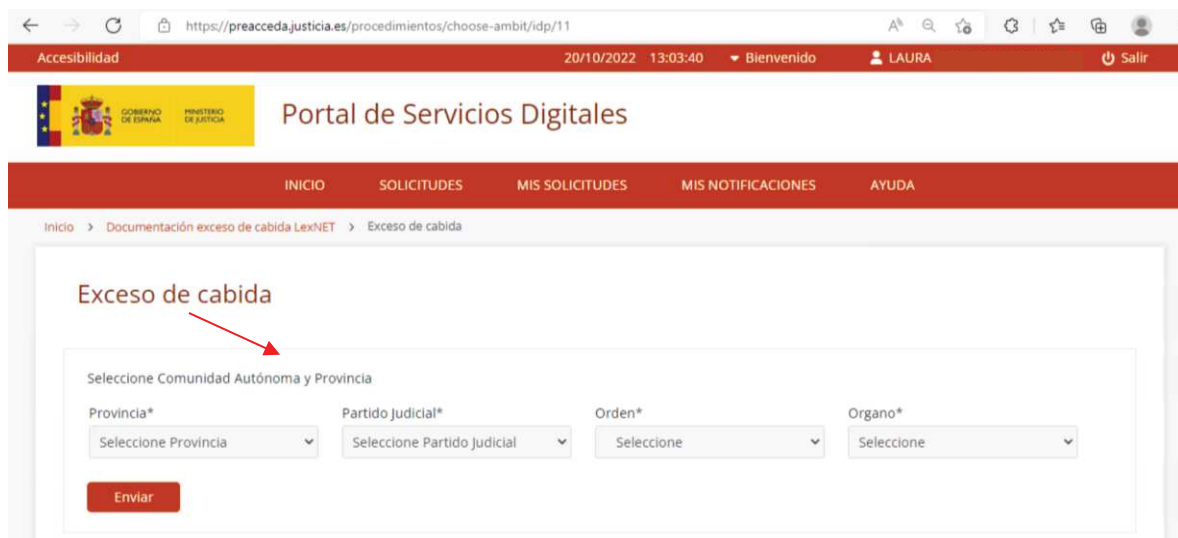 https://preacceda.justicia.es/procedimientos/choose-ambit/idp/11
Accesibilidad 20/10/2022 13:03:40 Bienvenido LAURA Salir
GOBIERNO DE ESPAÑA MINISTERIO DE JUSTICIA
Portal de Servicios Digitales
INICIO SOLICITUDES MIS SOLICITUDES MIS NOTIFICACIONES AYUDA
Inicio > Documentación exceso de cabida LexNET > Exceso de cabida
Exceso de cabida
Seleccione Comunidad Autónoma y Provincia
Provincia* Partido Judicial* Orden* Organo*
Seleccione Provincia Seleccione Partido Judicial Seleccione Seleccione
Enviar